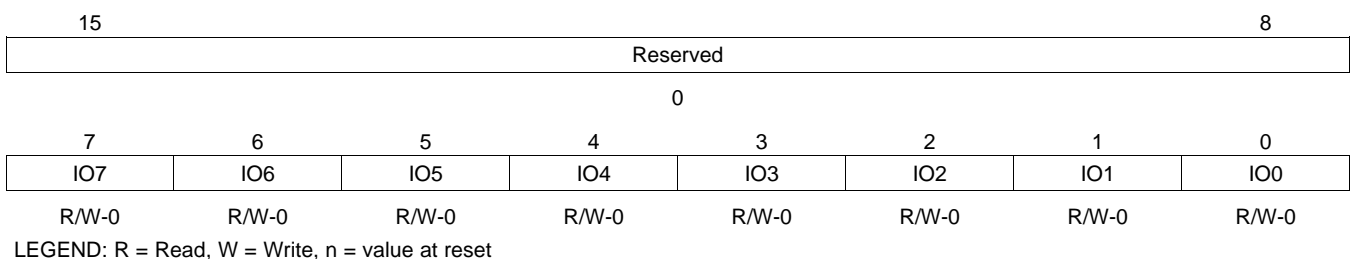 15 8
Reserved
0
7 6 5 4 3 2 1 0
IO7 IO6 IO5 IO4 IO3 IO2 IO1 IO0
R/W-0 R/W-0 R/W-0 R/W-0 R/W-0 R/W-0 R/W-0 R/W-0
LEGEND: R = Read, W = Write, n = value at reset